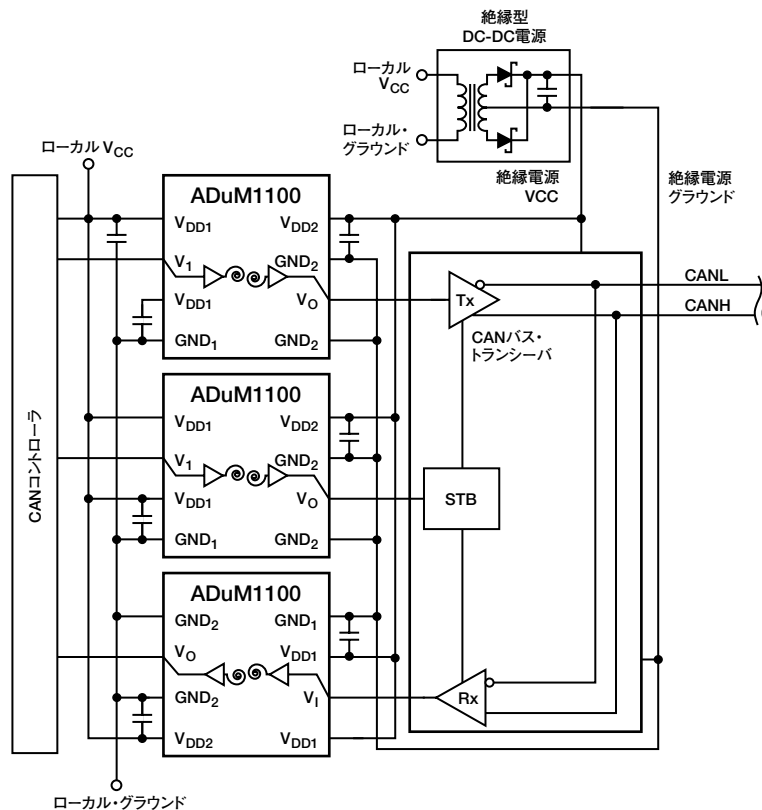 絶縁型
DC-DC電源
ローカル
VCC
ローカル・
グラウンド
絶縁電源
VCC
絶縁電源
グラウンド
ローカル VCC
CANコントローラ
ADuM1100
VDD1
VDD2
V1
GND2
VDD1
VO
GND1
GND2
Tx
CANL
CANH
CANバス・
トランシーバ
ADuM1100
VDD1
VDD2
V1
GND2
VDD1
VO
GND1
GND2
STB
ADuM1100
GND2
GND1
VO
VDD1
GND2
VI
VDD2
VDD1
Rx
ローカル・グラウンド